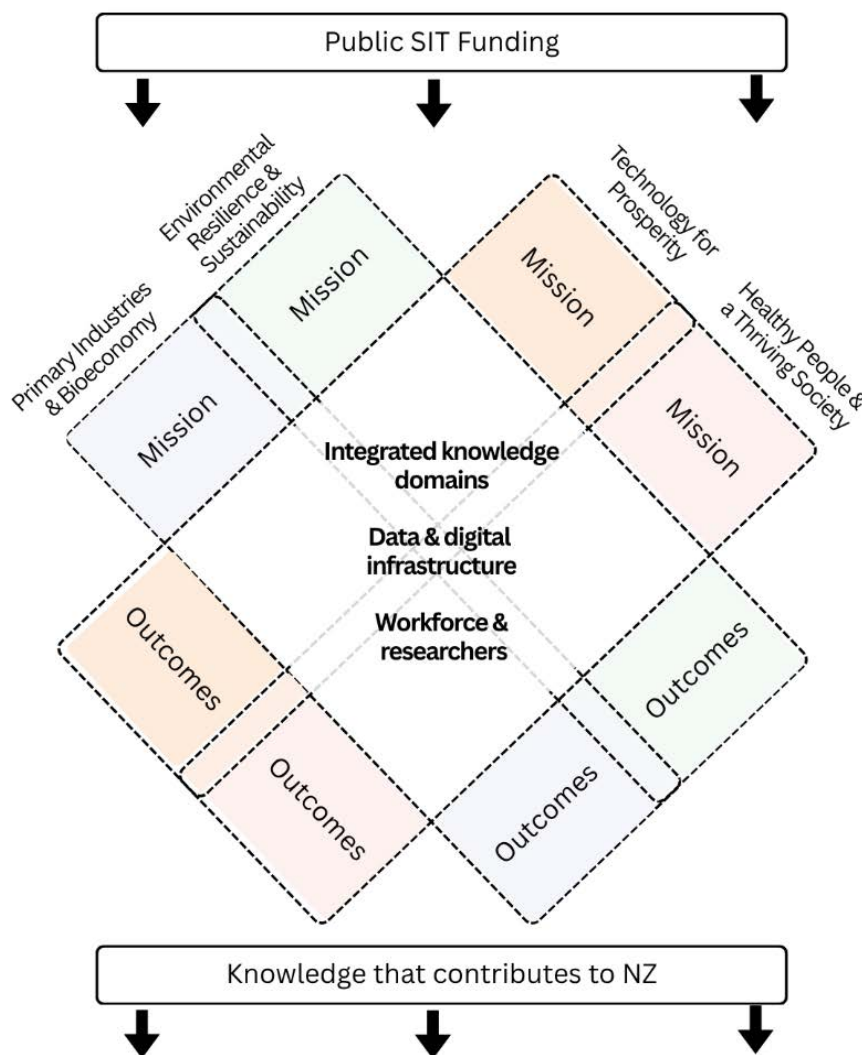 Public SIT Funding
Environmental
Resilience &
Sustainability
Technology for
Prosperity
Primary Industries
& Bioeconomy
Healthy People &
a Thriving Society
Mission
Mission
Mission
Mission
Integrated knowledge
domains
Data & digital
infrastructure
Workforce &
researchers
Outcomes
Outcomes
Outcomes
Outcomes
Knowledge that contributes to NZ